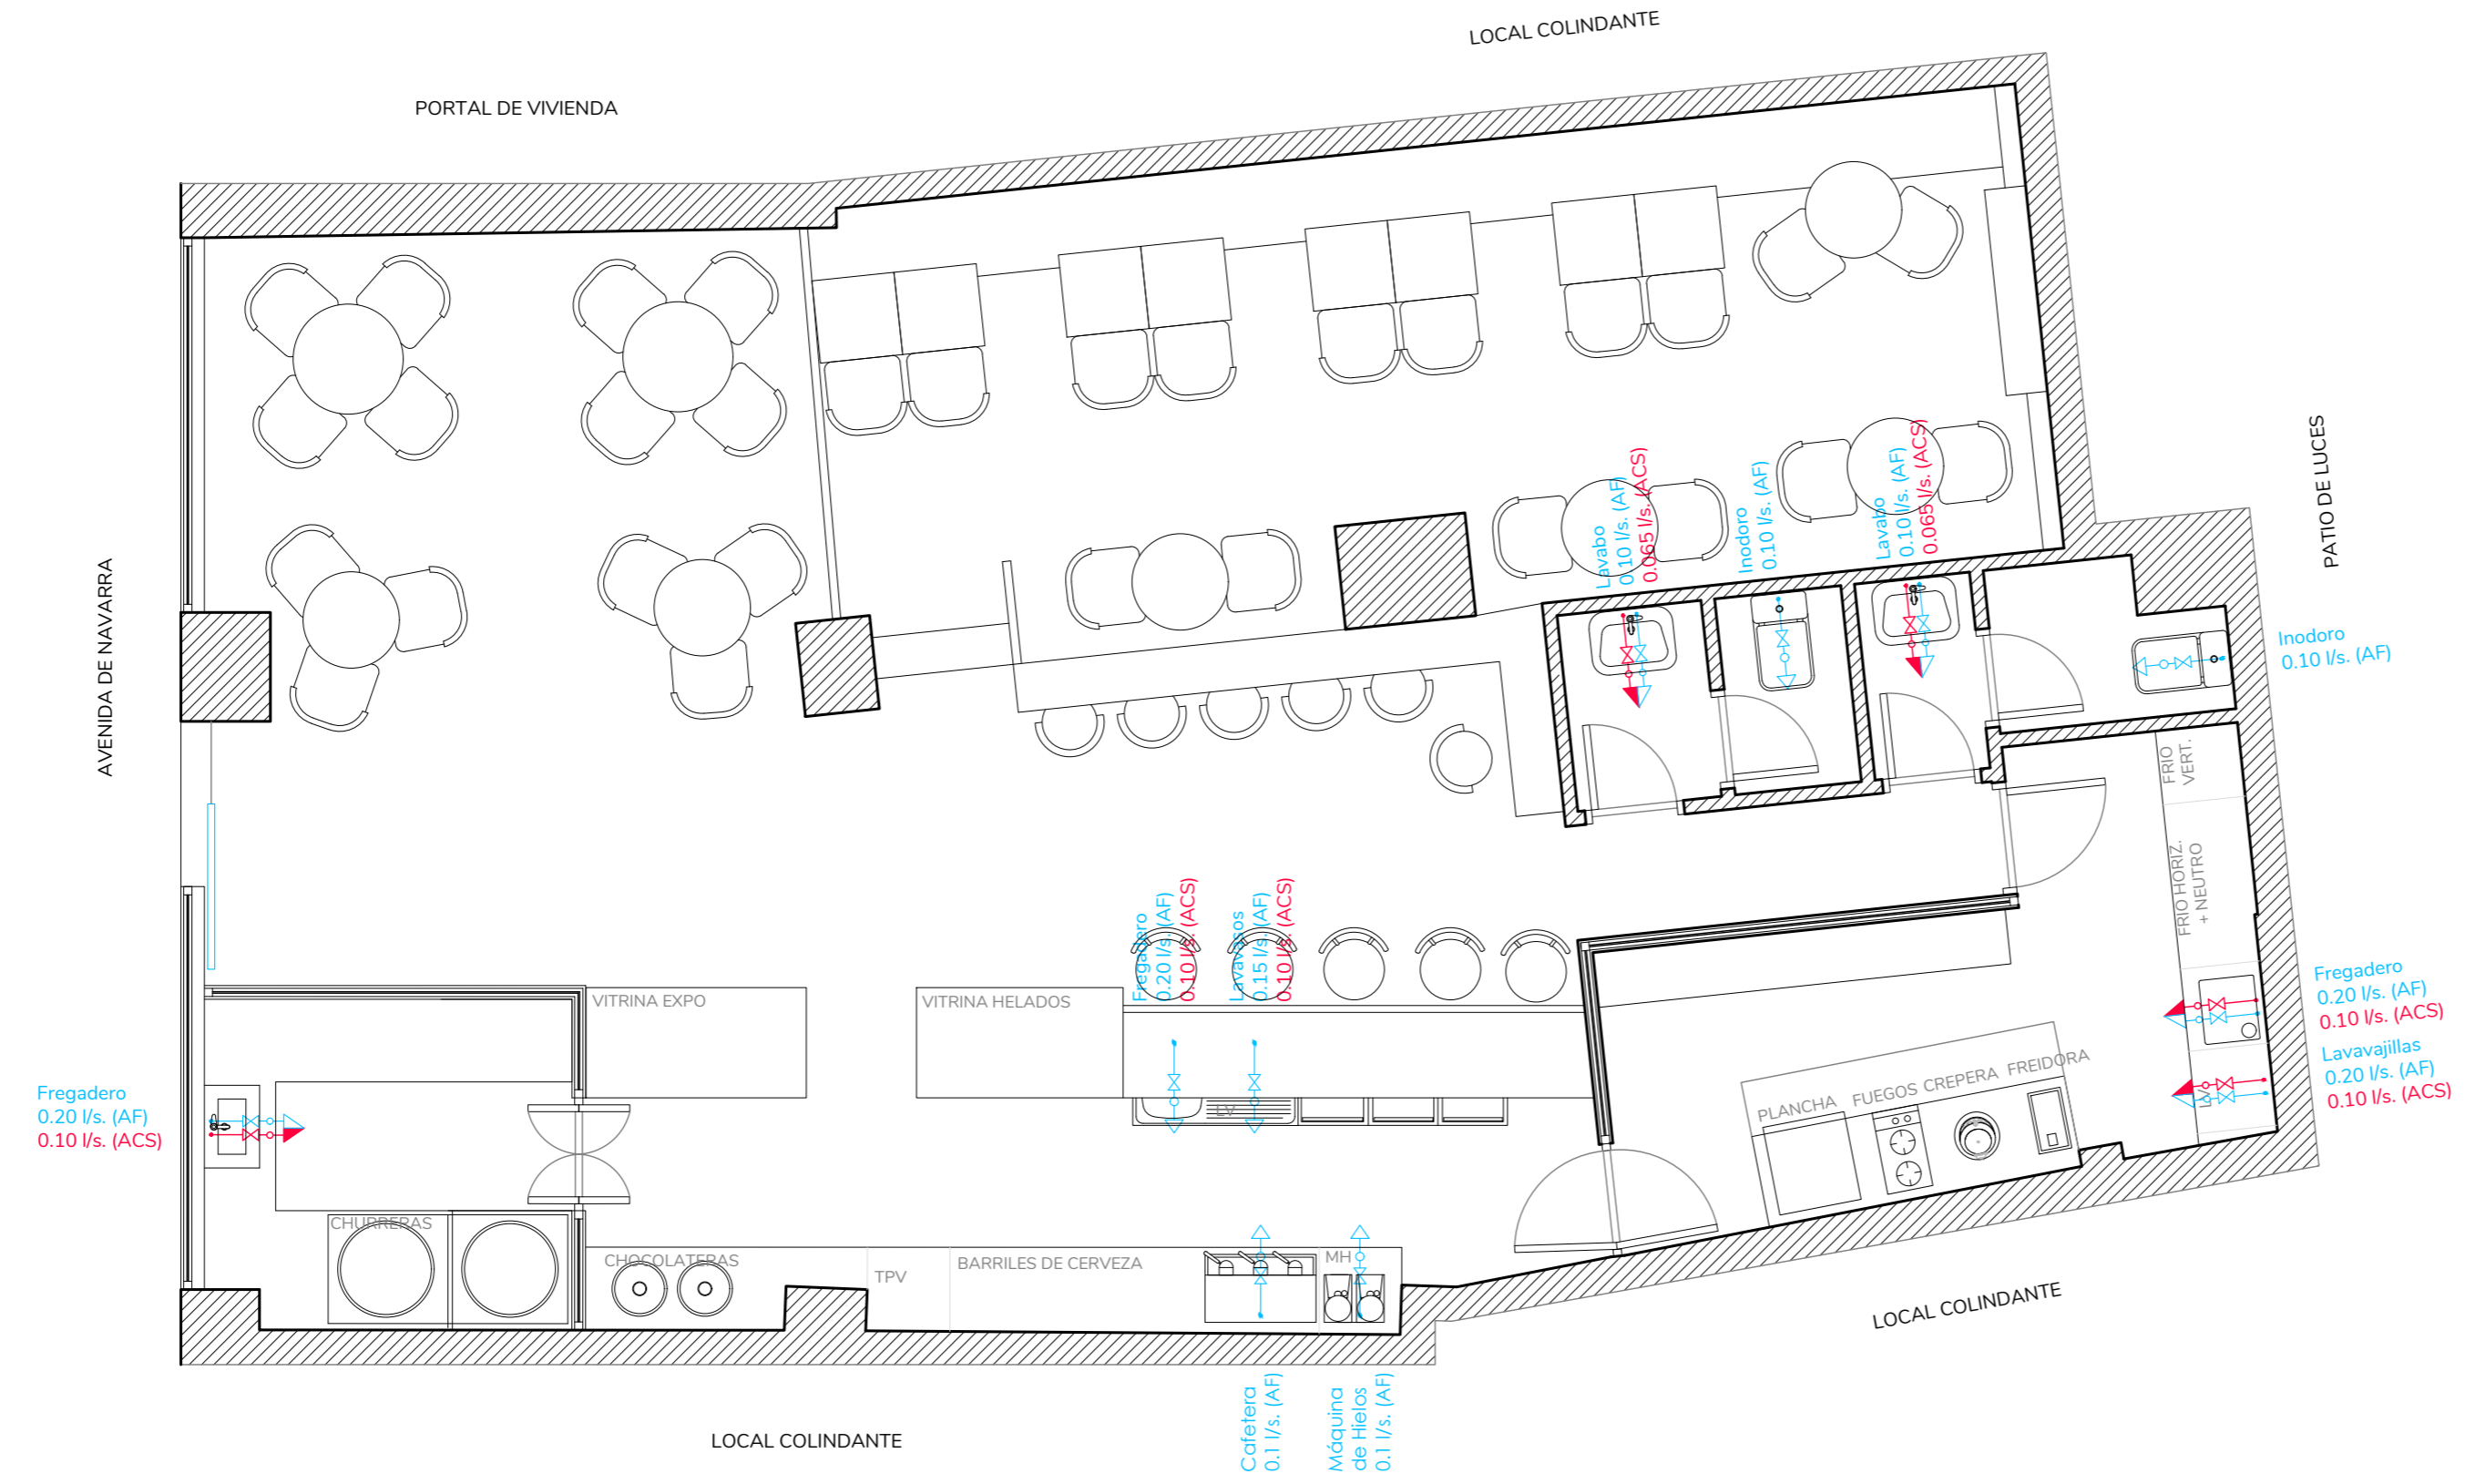 LOCAL COLINDANTE
PORTAL DE VIVIENDA
PATIO DE LUCES
AVENIDA DE NAVARRA
Lavabo
0.10 l/s. (AF)
0.065 l/s. (ACS)
Inodoro
0.10 l/s. (AF)
Lavabo
0.10 l/s. (AF)
0.065 l/s. (ACS)
Inodoro
0.10 l/s. (AF)
FRIO
VERT.
FRIO HORIZ.
+ NEUTRO
Fregadero
0.20 l/s. (AF)
0.10 l/s. (ACS)
Lavavasos
0.15 l/s. (AF)
0.10 l/s. (ACS)
Fregadero
0.20 l/s. (AF)
0.10 l/s. (ACS)
Lavavajillas
0.20 l/s. (AF)
0.10 l/s. (ACS)
LV
VITRINA EXPO
VITRINA HELADOS
LV
Fregadero
0.20 l/s. (AF)
0.10 l/s. (ACS)
PLANCHA
FUEGOS
CREPERA
FREIDORA
CHURRERAS
CHOCOLATERAS
TPV
BARRILES DE CERVEZA
MH
LOCAL COLINDANTE
Cafetera
0.1 l/s. (AF)
Máquina
de Hielos
0.1 l/s. (AF)
LOCAL COLINDANTE